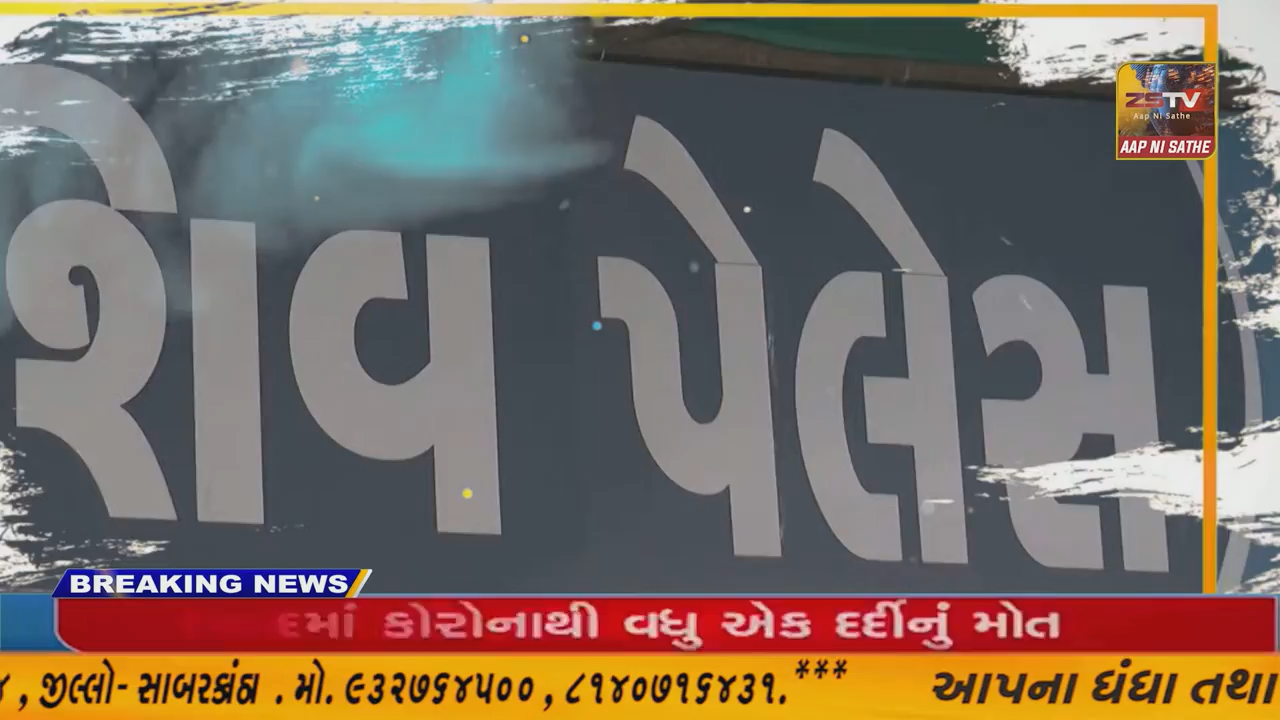 ZSTV
Aap Ni Sathe
AAP NI SATHE
શિવ પેલેસ
BREAKING NEWS
કોરોનાથી વધુ એક દર્દીનું મોત
, જીલ્લો- સાબરકાંઠા . મો. ૯૩૨૭૬૪૫૦૦ , ૮૧૪૦૭૧૬૪૩૧.*** આપના ધંધા તથા